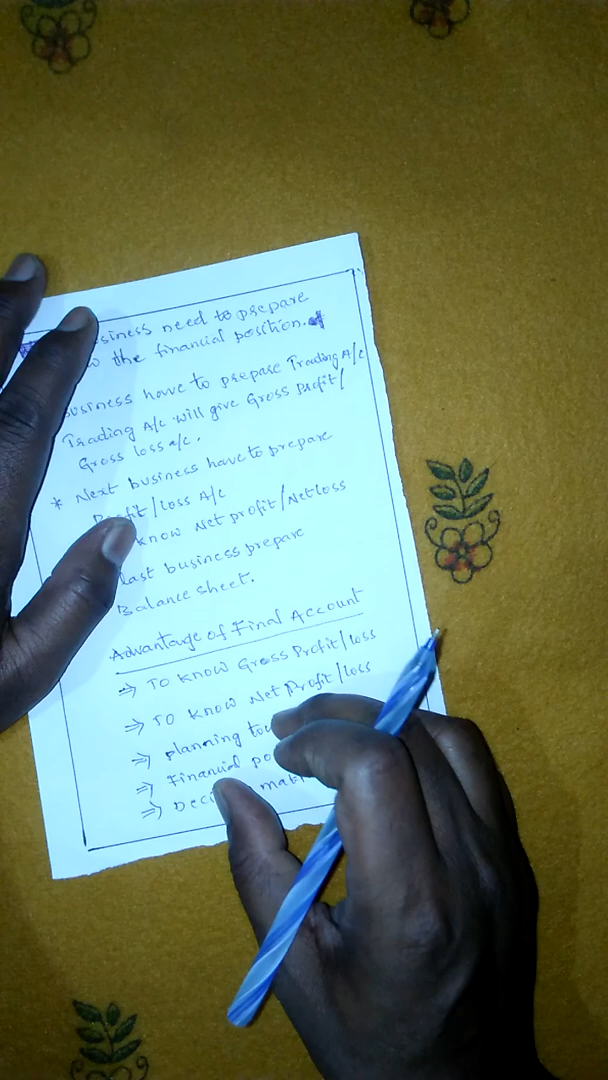 need to prepare
the financial position.
business have to prepare Trading A/c
Trading A/c will give Gross Profit/
Gross loss a/c.
* Next business have to prepare
Profit/Loss A/c
know Net profit/Net loss
last business prepare
Balance sheet.
Advantage of Final Account
⇒ To know Gross Profit/loss
⇒ To know Net Profit/loss
⇒ planning
⇒ Financial
⇒